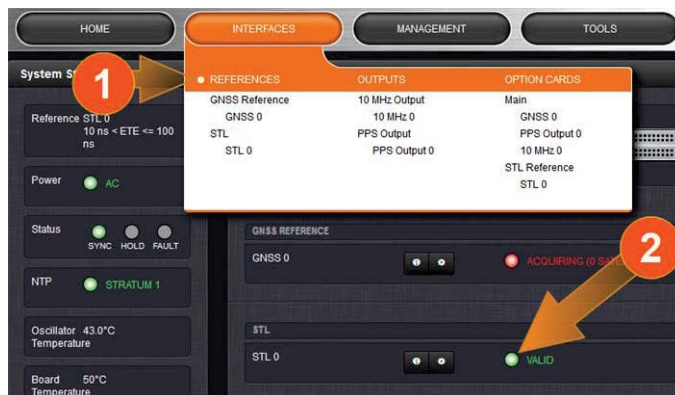 HOME
INTERFACES
MANAGEMENT
TOOLS
System
1
REFERENCES
OUTPUTS
OPTION CARDS
GNSS Reference
GNSS 0
STL
STL 0
10 MHz Output
10 MHz 0
PPS Output
PPS Output 0
Main
GNSS 0
PPS Output 0
10 MHz 0
STL Reference
STL 0
Reference STL 0
10 ns < ETE <= 100
ns
Power AC
Status
SYNC HOLD FAULT
NTP STRATUM 1
Oscillator 43.0°C
Temperature
Board 50°C
Temperature
GNSS REFERENCE
GNSS 0
ACQUIRING (0
2
STL
STL 0
VALID